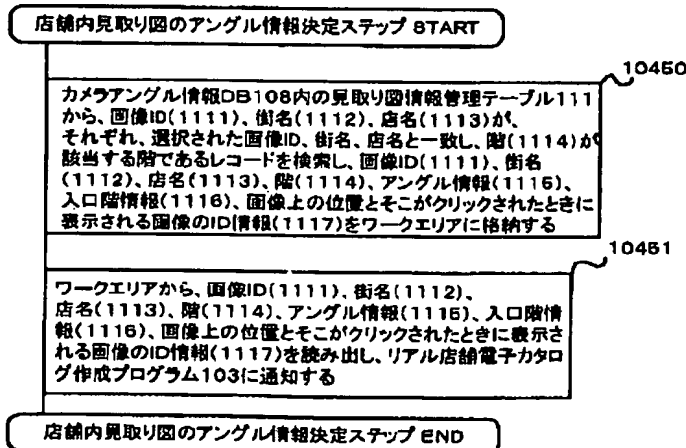 店舗内見取り図のアングル情報決定ステップ START
10450
カメラアングル情報DB108内の見取り図情報管理テーブル111
から、画像ID(1111)、街名(1112)、店名(1113)が、
それぞれ、選択された画像ID、街名、店名と一致し、階(1114)が
該当する階であるレコードを検索し、画像ID(1111)、街名
(1112)、店名(1113)、階(1114)、アングル情報(1115)、
入口階情報(1116)、画像上の位置とそこがクリックされたときに
表示される画像のID情報(1117)をワークエリアに格納する
10451
ワークエリアから、画像ID(1111)、街名(1112)、
店名(1113)、階(1114)、アングル情報(1115)、入口階情
報(1116)、画像上の位置とそこがクリックされたときに表示さ
れる画像のID情報(1117)を読み出し、リアル店舗電子カタロ
グ作成プログラム103に通知する
店舗内見取り図のアングル情報決定ステップ END